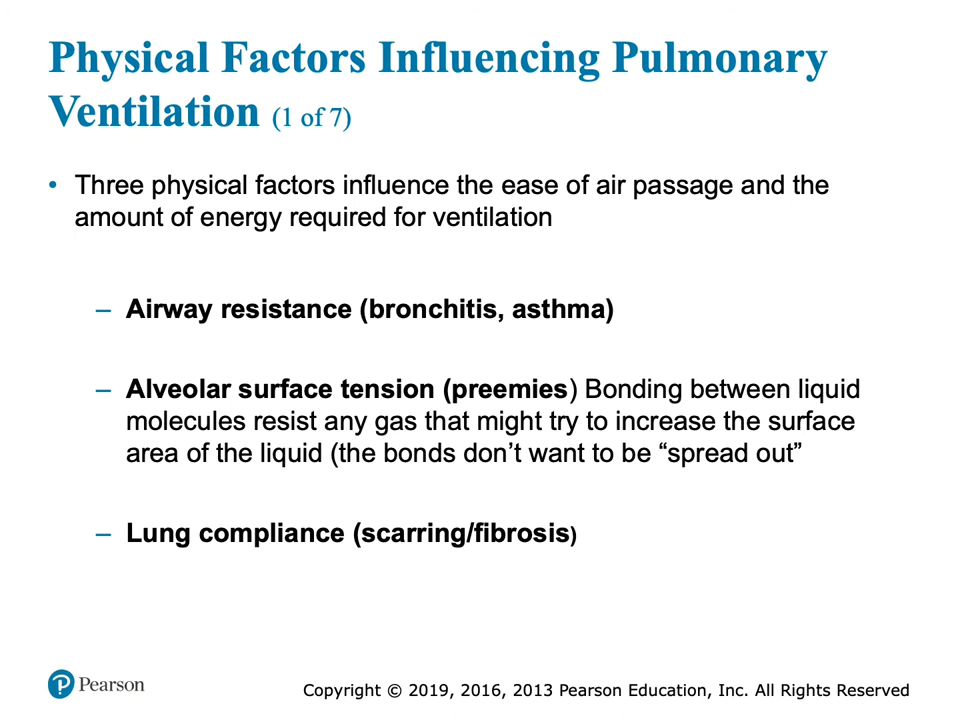 Physical Factors Influencing Pulmonary
Ventilation (1 of 7)
• Three physical factors influence the ease of air passage and the
amount of energy required for ventilation
– Airway resistance (bronchitis, asthma)
– Alveolar surface tension (preemies) Bonding between liquid
molecules resist any gas that might try to increase the surface
area of the liquid (the bonds don’t want to be “spread out”
– Lung compliance (scarring/fibrosis)
Pearson
Copyright © 2019, 2016, 2013 Pearson Education, Inc. All Rights Reserved